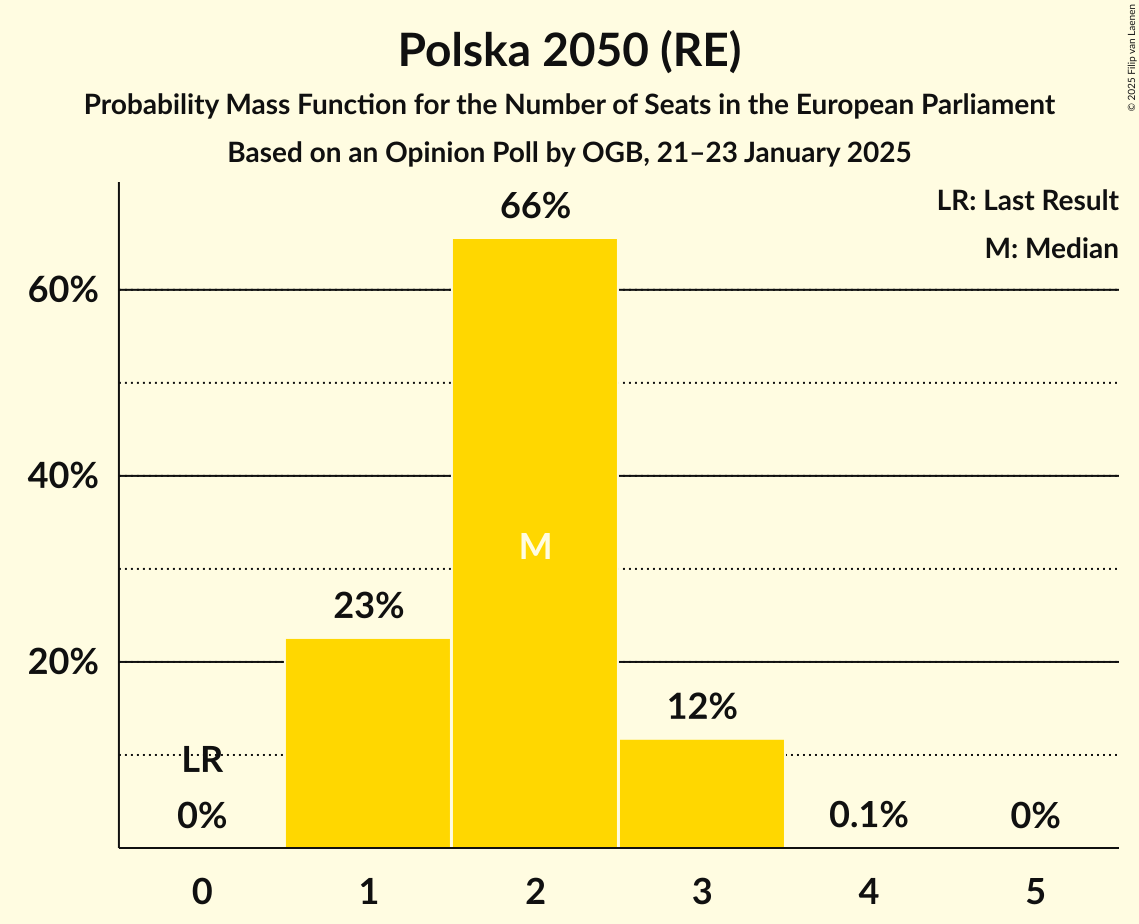 Polska 2050 (RE)
Probability Mass Function for the Number of Seats in the European Parliament
Based on an Opinion Poll by OGB, 21–23 January 2025
© 2025 Filip van Laenen
LR: Last Result
M: Median
66%
60%
40%
M
23%
20%
12%
LR
0%
0.1%
0%
0 1 2 3 4 5